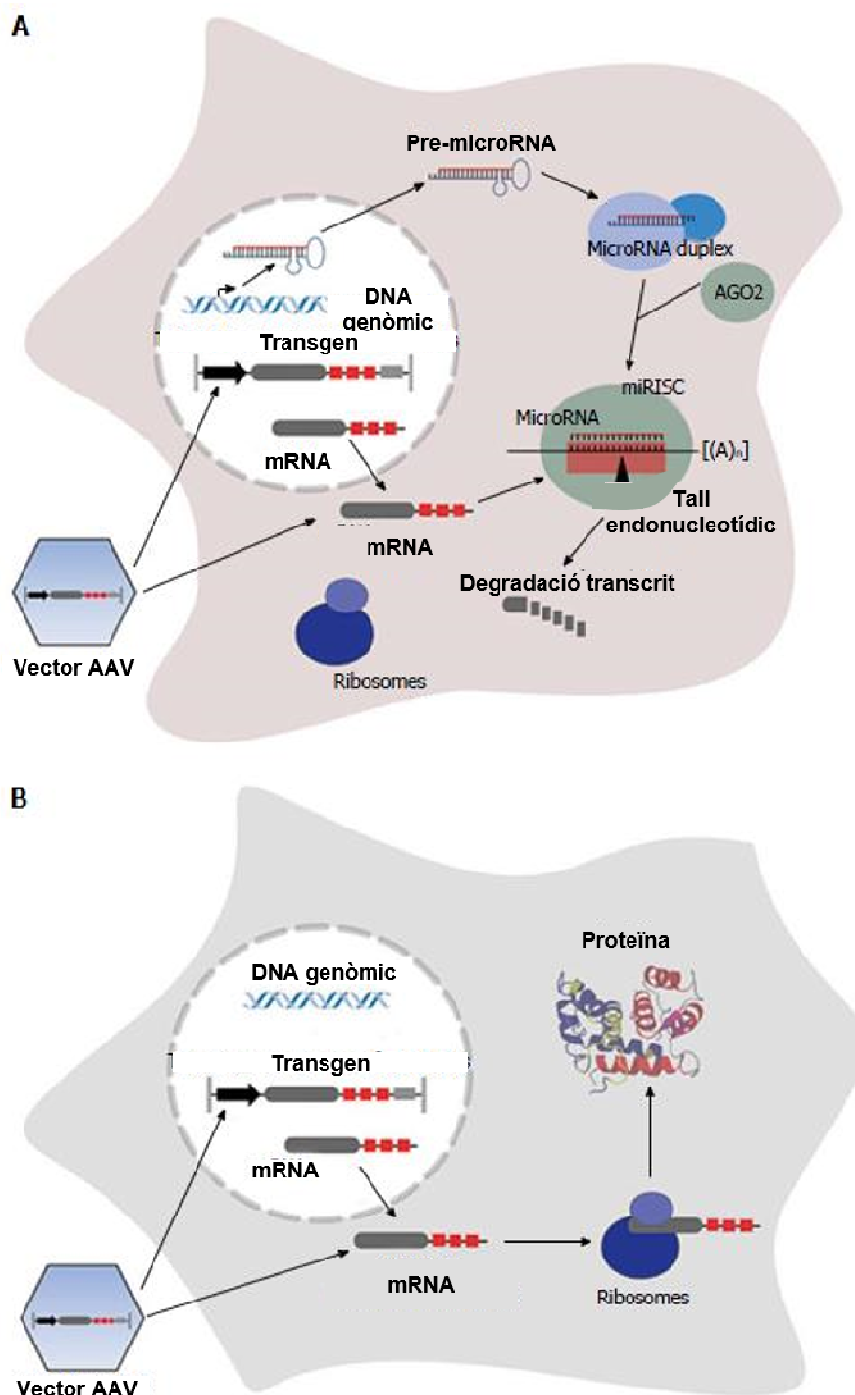 A
Pre-microRNA
MicroRNA duplex
AGO2
DNA
genòmic
Transgen
miRISC
MicroRNA
[(A)n]
mRNA
Tall
endonucleotídic
mRNA
Degradació transcrit
Vector AAV
Ribosomes
B
Proteïna
DNA genòmic
Transgen
mRNA
mRNA
Ribosomes
Vector AAV